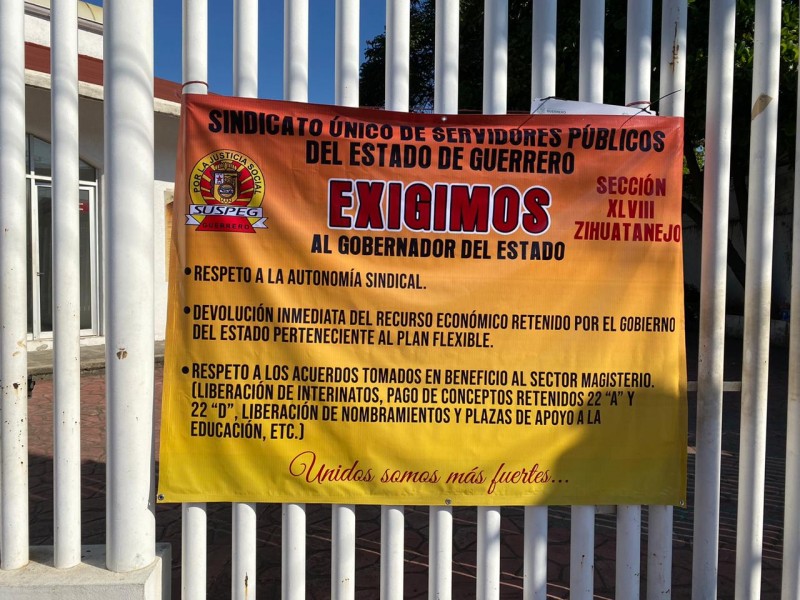 SINDICATO ÚNICO DE SERVIDORES PÚBLICOS
DEL ESTADO DE GUERRERO
POR LA JUSTICIA SOCIAL
SUSPEG
GUERRERO
EXIGIMOS
SECCIÓN
XLVIII
ZIHUATANEJO
AL GOBERNADOR DEL ESTADO
• RESPETO A LA AUTONOMÍA SINDICAL.
• DEVOLUCIÓN INMEDIATA DEL RECURSO ECONÓMICO RETENIDO POR EL GOBIERNO
DEL ESTADO PERTENECIENTE AL PLAN FLEXIBLE.
• RESPETO A LOS ACUERDOS TOMADOS EN BENEFICIO AL SECTOR MAGISTERIO.
(LIBERACIÓN DE INTERINATOS, PAGO DE CONCEPTOS RETENIDOS 22 “A” Y
22 “D”, LIBERACIÓN DE NOMBRAMIENTOS Y PLAZAS DE APOYO A LA
EDUCACIÓN, ETC.)
Unidos somos más fuertes...